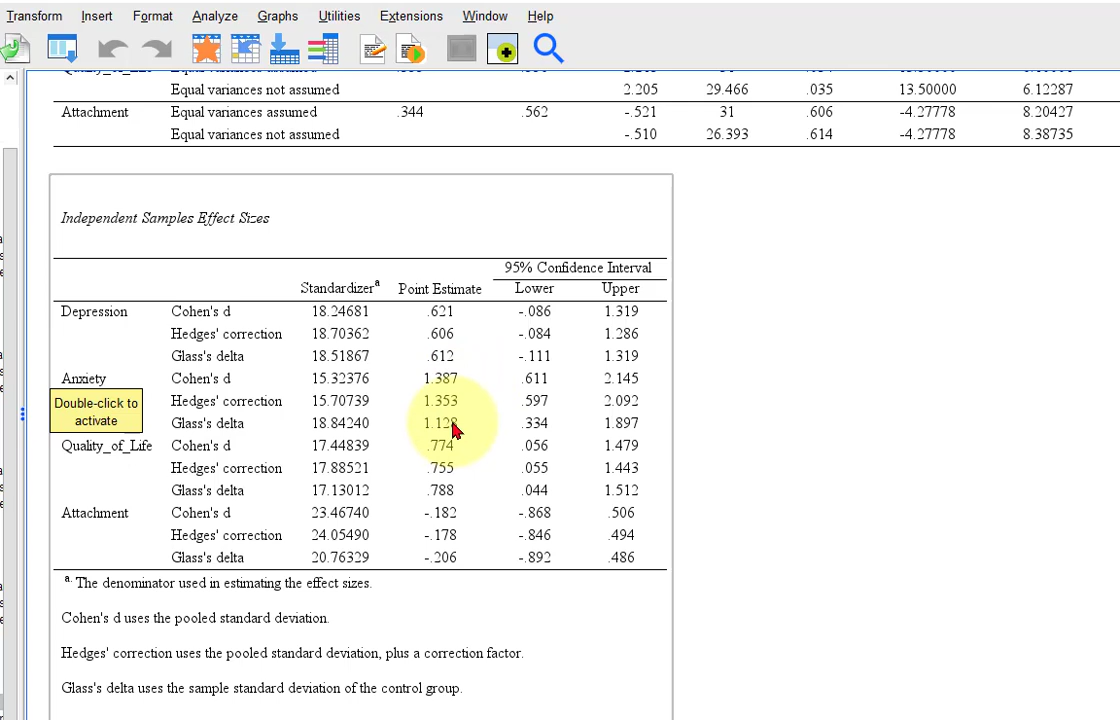 Transform Insert Format Analyze Graphs Utilities Extensions Window Help
Equal variances not assumed 2.205 29.466 .035 13.50000 6.12287
Attachment Equal variances assumed .344 .562 -.521 31 .606 -4.27778 8.20427
Equal variances not assumed -.510 26.393 .614 -4.27778 8.38735
Independent Samples Effect Sizes
95% Confidence Interval
Standardizerᵃ Point Estimate Lower Upper
Depression Cohen's d 18.24681 .621 -.086 1.319
Hedges' correction 18.70362 .606 -.084 1.286
Glass's delta 18.51867 .612 -.111 1.319
Anxiety Cohen's d 15.32376 1.387 .611 2.145
Hedges' correction 15.70739 1.353 .597 2.092
Glass's delta 18.84240 1.128 .334 1.897
Double-click to
activate
Quality_of_Life Cohen's d 17.44839 .774 .056 1.479
Hedges' correction 17.88521 .755 .055 1.443
Glass's delta 17.13012 .788 .044 1.512
Attachment Cohen's d 23.46740 -.182 -.868 .506
Hedges' correction 24.05490 -.178 -.846 .494
Glass's delta 20.76329 -.206 -.892 .486
a. The denominator used in estimating the effect sizes.
Cohen's d uses the pooled standard deviation.
Hedges' correction uses the pooled standard deviation, plus a correction factor.
Glass's delta uses the sample standard deviation of the control group.